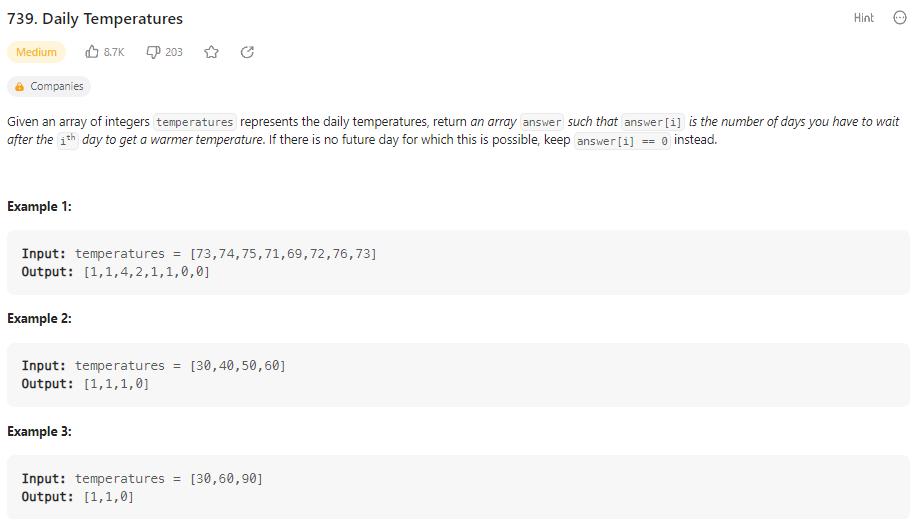 739. Daily Temperatures
Hint
Medium 8.7K 203
Companies
Given an array of integers temperatures represents the daily temperatures, return an array answer such that answer[i] is the number of days you have to wait
after the ith day to get a warmer temperature. If there is no future day for which this is possible, keep answer[i] == 0 instead.
Example 1:
Input: temperatures = [73,74,75,71,69,72,76,73]
Output: [1,1,4,2,1,1,0,0]
Example 2:
Input: temperatures = [30,40,50,60]
Output: [1,1,1,0]
Example 3:
Input: temperatures = [30,60,90]
Output: [1,1,0]